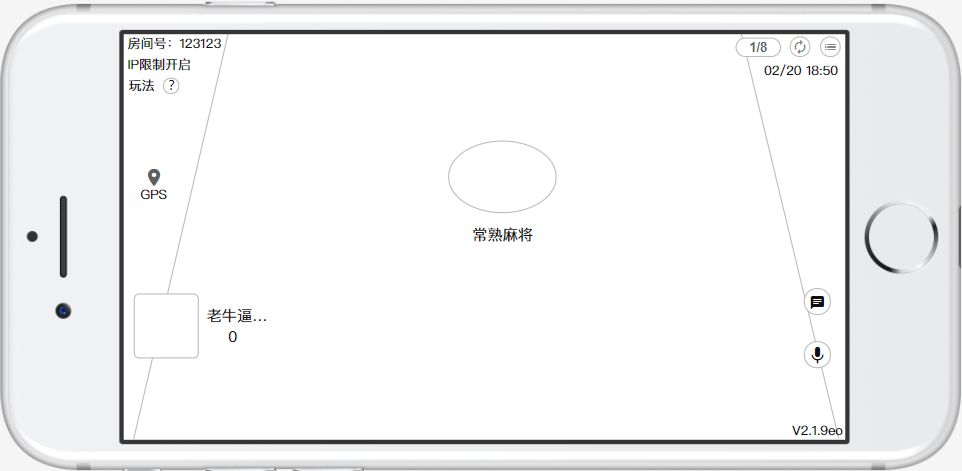 房间号：123123
1/8
IP限制开启
02/20 18:50
玩法 ?
GPS
常熟麻将
老牛逼...
0
V2.1.9eo